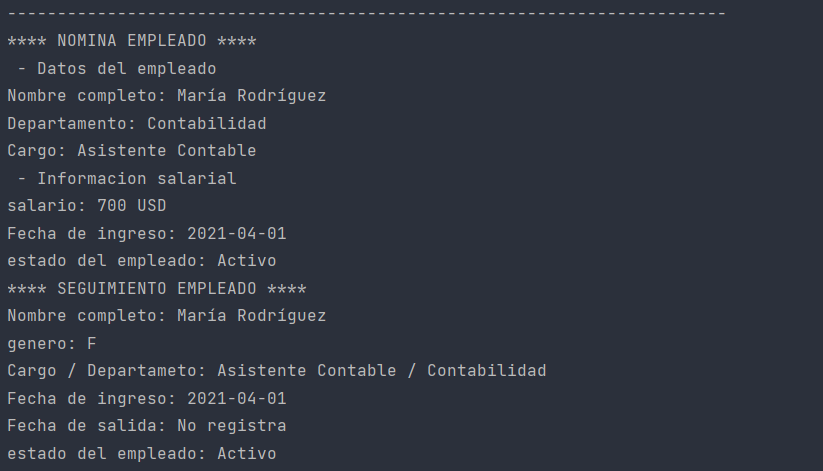 ------------------------------------------------------------------------
**** NOMINA EMPLEADO ****
 - Datos del empleado
Nombre completo: María Rodríguez
Departamento: Contabilidad
Cargo: Asistente Contable
 - Informacion salarial
salario: 700 USD
Fecha de ingreso: 2021-04-01
estado del empleado: Activo
**** SEGUIMIENTO EMPLEADO ****
Nombre completo: María Rodríguez
genero: F
Cargo / Departameto: Asistente Contable / Contabilidad
Fecha de ingreso: 2021-04-01
Fecha de salida: No registra
estado del empleado: Activo